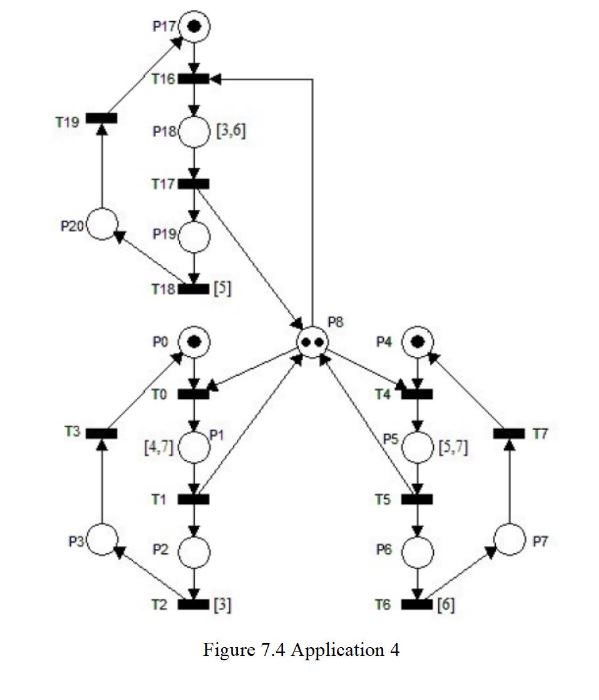 P17
T16
T19
P18 [3,6]
T17
P20
P19
T18 [5]
P8
P0
P4
T0
T4
T3
P1
[4,7]
P5 [5,7]
T7
T1
T5
P3
P2
P6
P7
T2 [3]
T6 [6]
Figure 7.4 Application 4